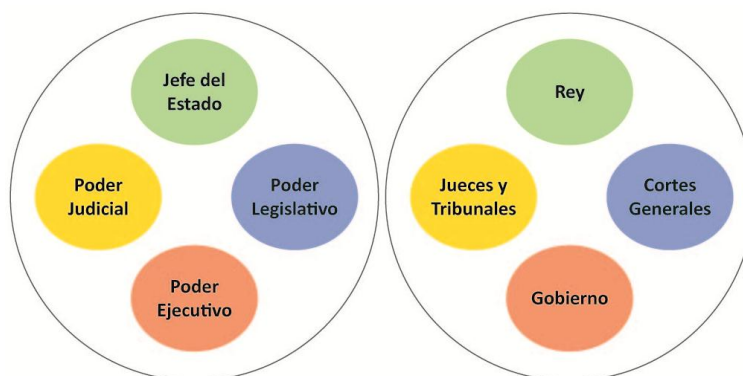 Jefe del
Estado
Poder
Judicial
Poder
Legislativo
Poder
Ejecutivo
Rey
Jueces y
Tribunales
Cortes
Generales
Gobierno